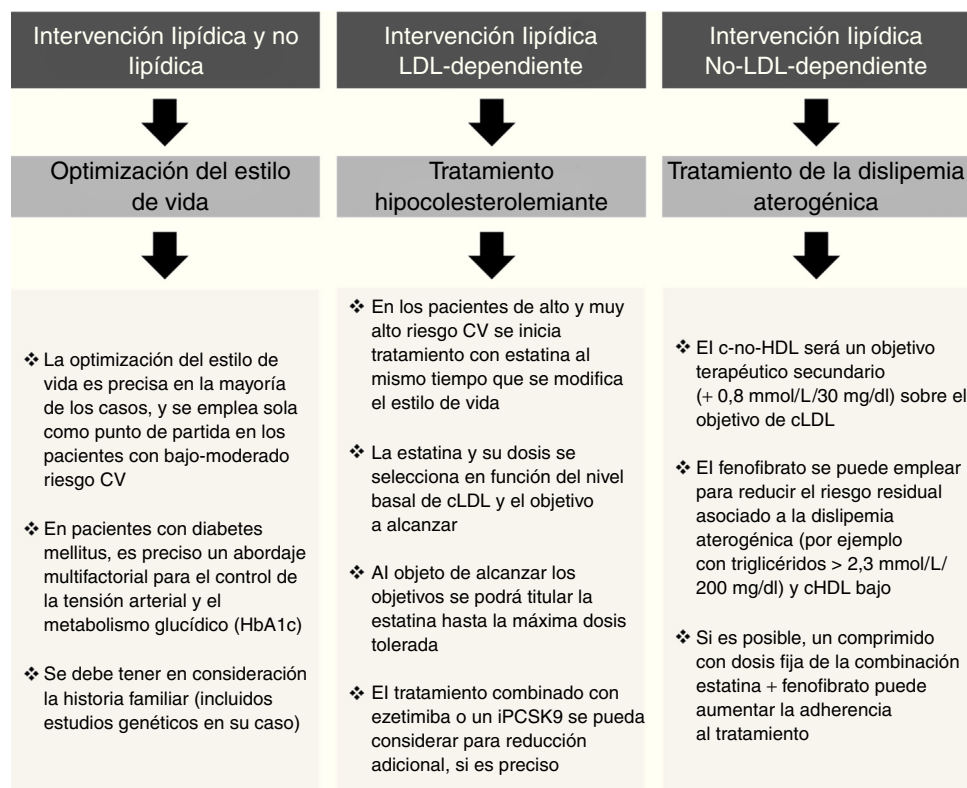 Intervención lipídica y no
lipídica
Optimización del estilo
de vida
❖ La optimización del estilo de
vida es precisa en la mayoría
de los casos, y se emplea sola
como punto de partida en los
pacientes con bajo-moderado
riesgo CV
❖ En pacientes con diabetes
mellitus, es preciso un abordaje
multifactorial para el control de
la tensión arterial y el
metabolismo glucídico (HbA1c)
❖ Se debe tener en consideración
la historia familiar (incluidos
estudios genéticos en su caso)
Intervención lipídica
LDL-dependiente
Tratamiento
hipocolesterolemiante
❖ En los pacientes de alto y muy
alto riesgo CV se inicia
tratamiento con estatina al
mismo tiempo que se modifica
el estilo de vida
❖ La estatina y su dosis se
selecciona en función del nivel
basal de cLDL y el objetivo
a alcanzar
❖ Al objeto de alcanzar los
objetivos se podrá titular la
estatina hasta la máxima dosis
tolerada
❖ El tratamiento combinado con
ezetimiba o un iPCSK9 se pueda
considerar para reducción
adicional, si es preciso
Intervención lipídica
No-LDL-dependiente
Tratamiento de la dislipemia
aterogénica
❖ El c-no-HDL será un objetivo
terapéutico secundario
(+ 0,8 mmol/L/30 mg/dl) sobre el
objetivo de cLDL
❖ El fenofibrato se puede emplear
para reducir el riesgo residual
asociado a la dislipemia
aterogénica (por ejemplo
con triglicéridos > 2,3 mmol/L/
200 mg/dl) y cHDL bajo
❖ Si es posible, un comprimido
con dosis fija de la combinación
estatina + fenofibrato puede
aumentar la adherencia
al tratamiento